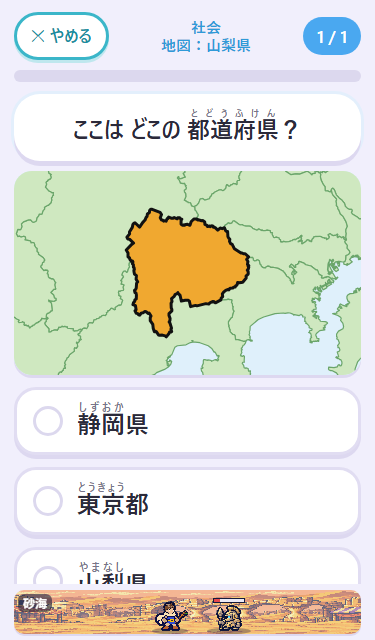 やめる
社会
地図：山梨県
1 / 1
ここは どこの 都道府県？
とどうふけん
静岡県
しずおか
東京都
とうきょう
山梨県
やまなし
砂海